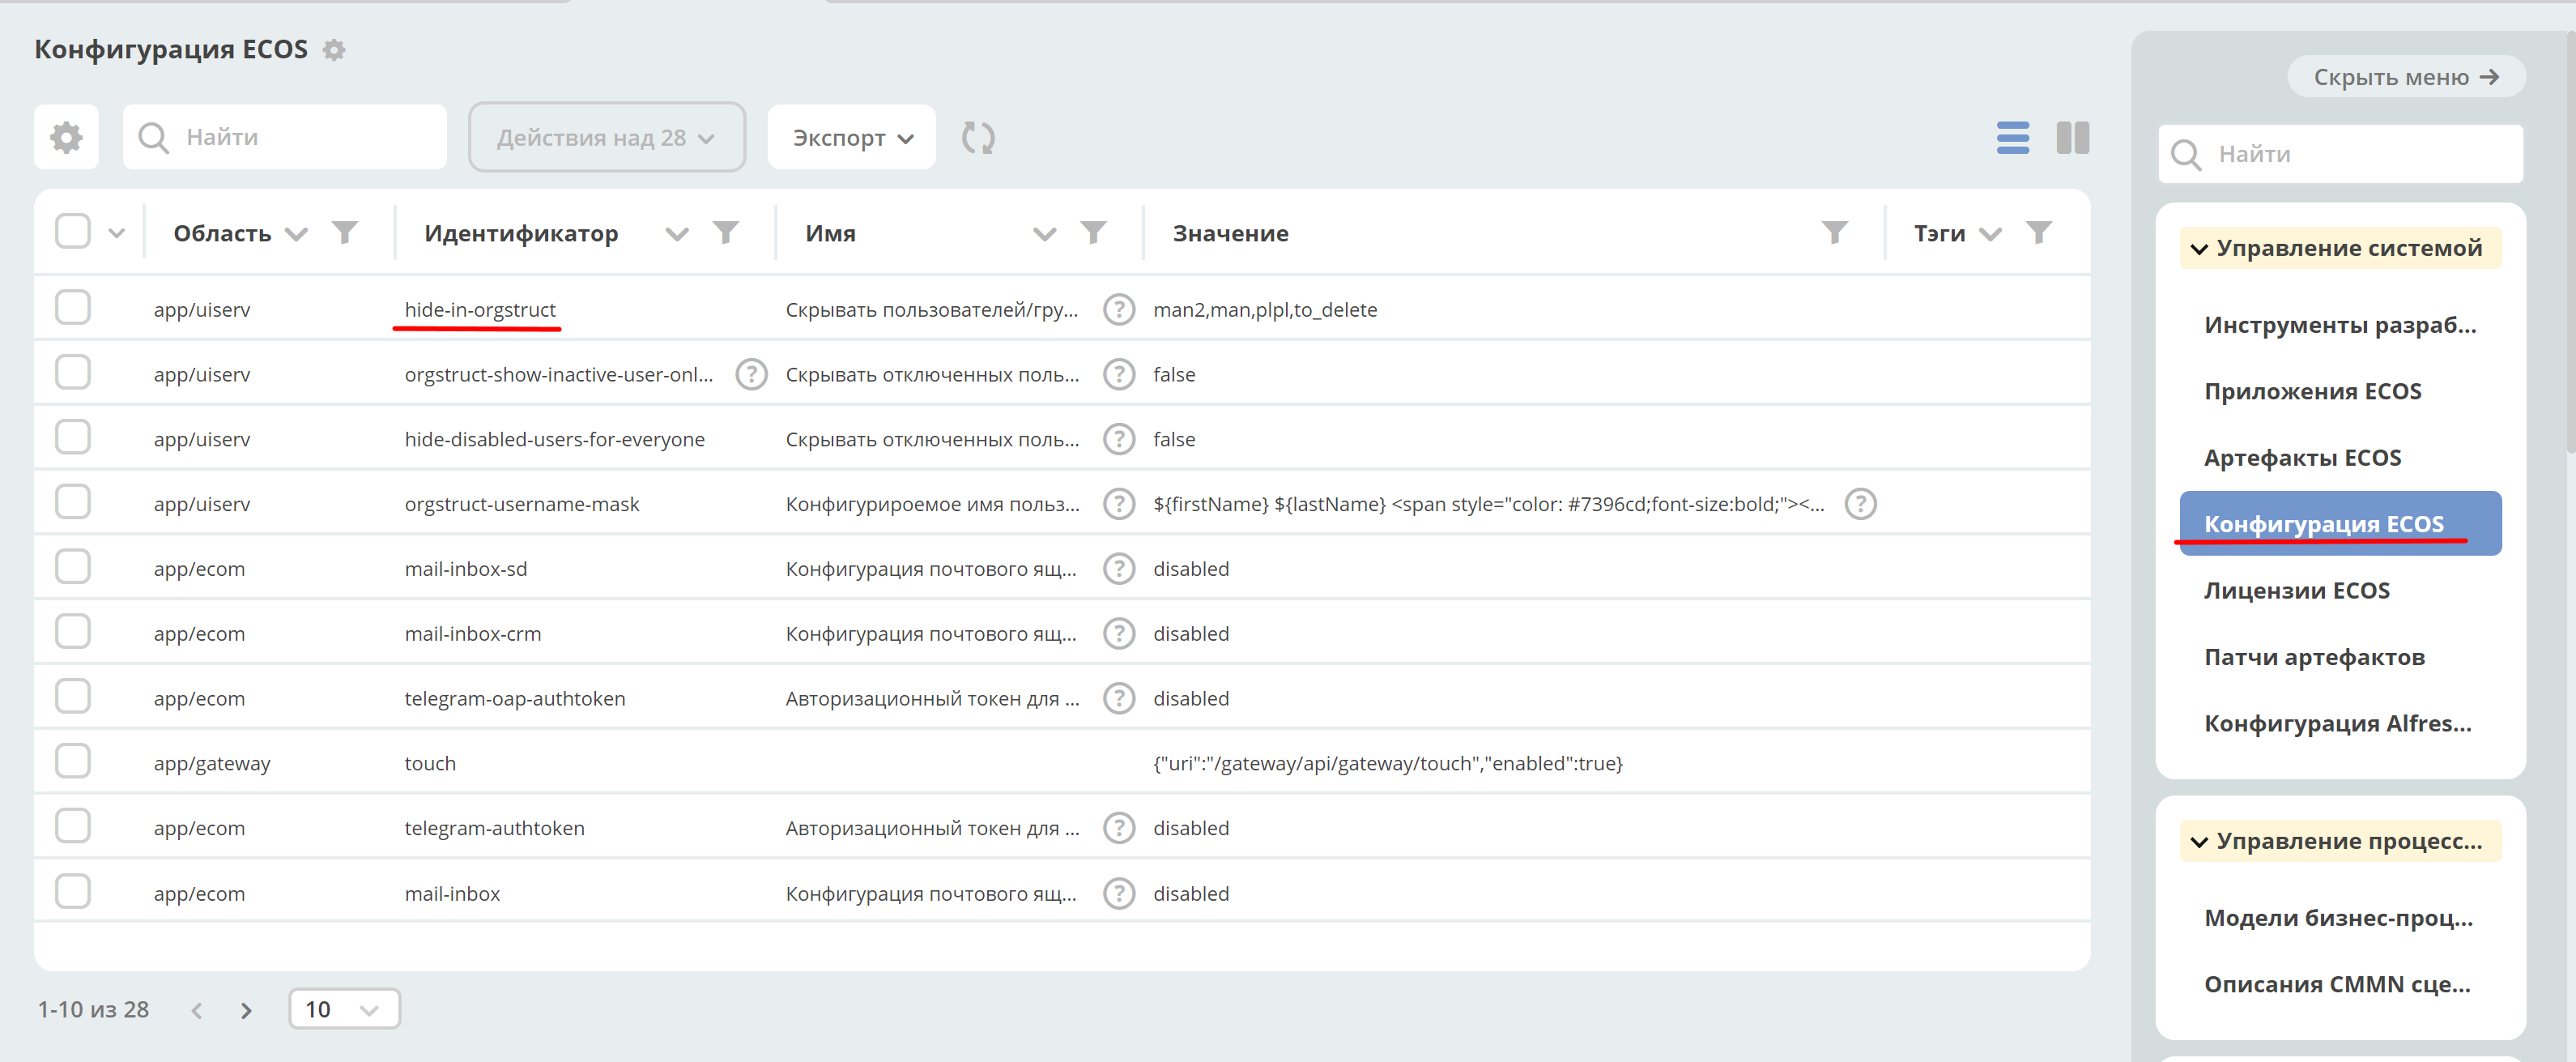 Конфигурация ECOS
Скрыть меню →
Найти
Действия над 28
Экспорт
Найти
Область
Идентификатор
Имя
Значение
Тэги
app/uiserv hide-in-orgstruct Скрывать пользователей/гру... ? man2,man,plpl,to_delete
app/uiserv orgstruct-show-inactive-user-onl... ? Скрывать отключенных поль... ? false
app/uiserv hide-disabled-users-for-everyone Скрывать отключенных поль... ? false
app/uiserv orgstruct-username-mask Конфигурироемое имя польз... ? ${firstName} ${lastName} <span style="color: #7396cd;font-size:bold;"><... ?
app/ecom mail-inbox-sd Конфигурация почтового ящ... ? disabled
app/ecom mail-inbox-crm Конфигурация почтового ящ... ? disabled
app/ecom telegram-oap-authtoken Авторизационный токен для ... ? disabled
app/gateway touch {"uri":"/gateway/api/gateway/touch","enabled":true}
app/ecom telegram-authtoken Авторизационный токен для ... ? disabled
app/ecom mail-inbox Конфигурация почтового ящ... ? disabled
1-10 из 28
10
Управление системой
Инструменты разраб...
Приложения ECOS
Артефакты ECOS
Конфигурация ECOS
Лицензии ECOS
Патчи артефактов
Конфигурация Alfres...
Управление процесс...
Модели бизнес-проц...
Описания CMMN сце...